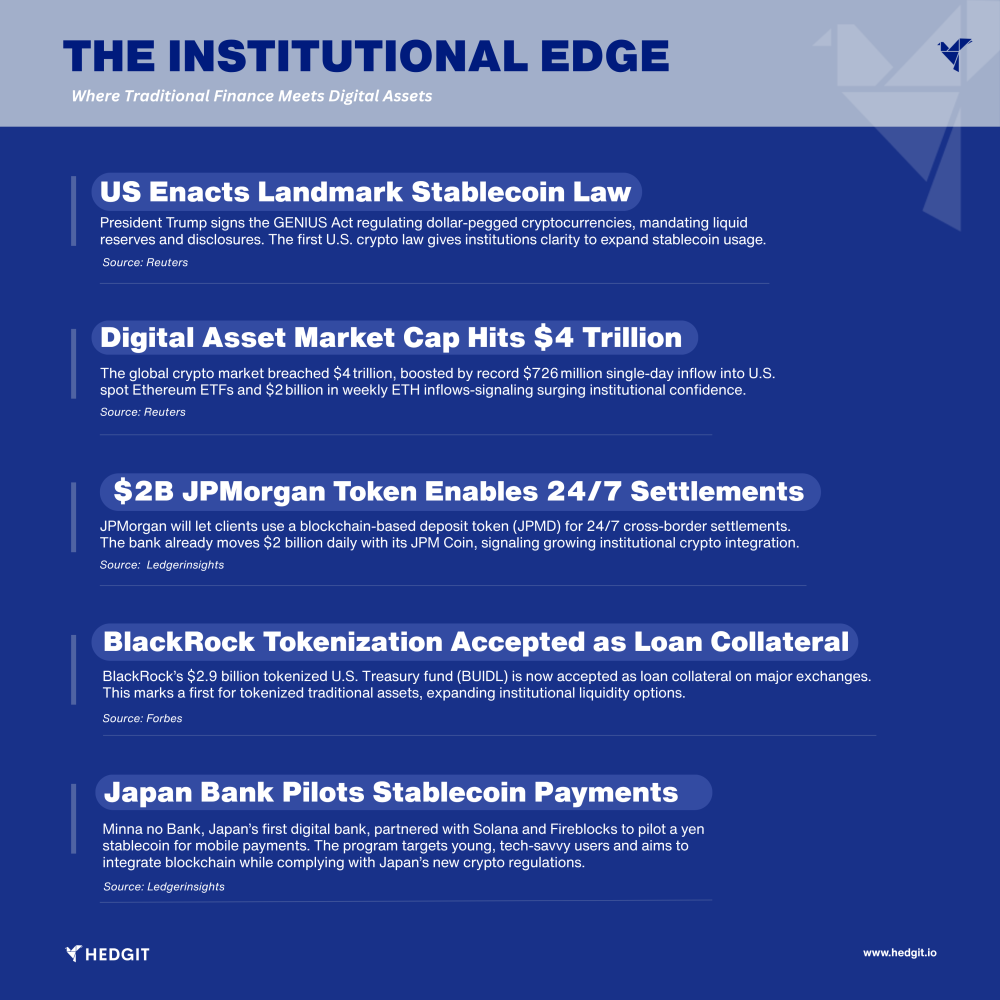 THE INSTITUTIONAL EDGE
Where Traditional Finance Meets Digital Assets
US Enacts Landmark Stablecoin Law
President Trump signs the GENIUS Act regulating dollar-pegged cryptocurrencies, mandating liquid
reserves and disclosures. The first U.S. crypto law gives institutions clarity to expand stablecoin usage.
Source: Reuters
Digital Asset Market Cap Hits $4 Trillion
The global crypto market breached $4 trillion, boosted by record $726 million single-day inflow into U.S.
spot Ethereum ETFs and $2 billion in weekly ETH inflows-signaling surging institutional confidence.
Source: Reuters
$2B JPMorgan Token Enables 24/7 Settlements
JPMorgan will let clients use a blockchain-based deposit token (JPMD) for 24/7 cross-border settlements.
The bank already moves $2 billion daily with its JPM Coin, signaling growing institutional crypto integration.
Source: Ledgerinsights
BlackRock Tokenization Accepted as Loan Collateral
BlackRock's $2.9 billion tokenized U.S. Treasury fund (BUIDL) is now accepted as loan collateral on major exchanges.
This marks a first for tokenized traditional assets, expanding institutional liquidity options.
Source: Forbes
Japan Bank Pilots Stablecoin Payments
Minna no Bank, Japan's first digital bank, partnered with Solana and Fireblocks to pilot a yen
stablecoin for mobile payments. The program targets young, tech-savvy users and aims to
integrate blockchain while complying with Japan's new crypto regulations.
Source: Ledgerinsights
HEDGIT
www.hedgit.io